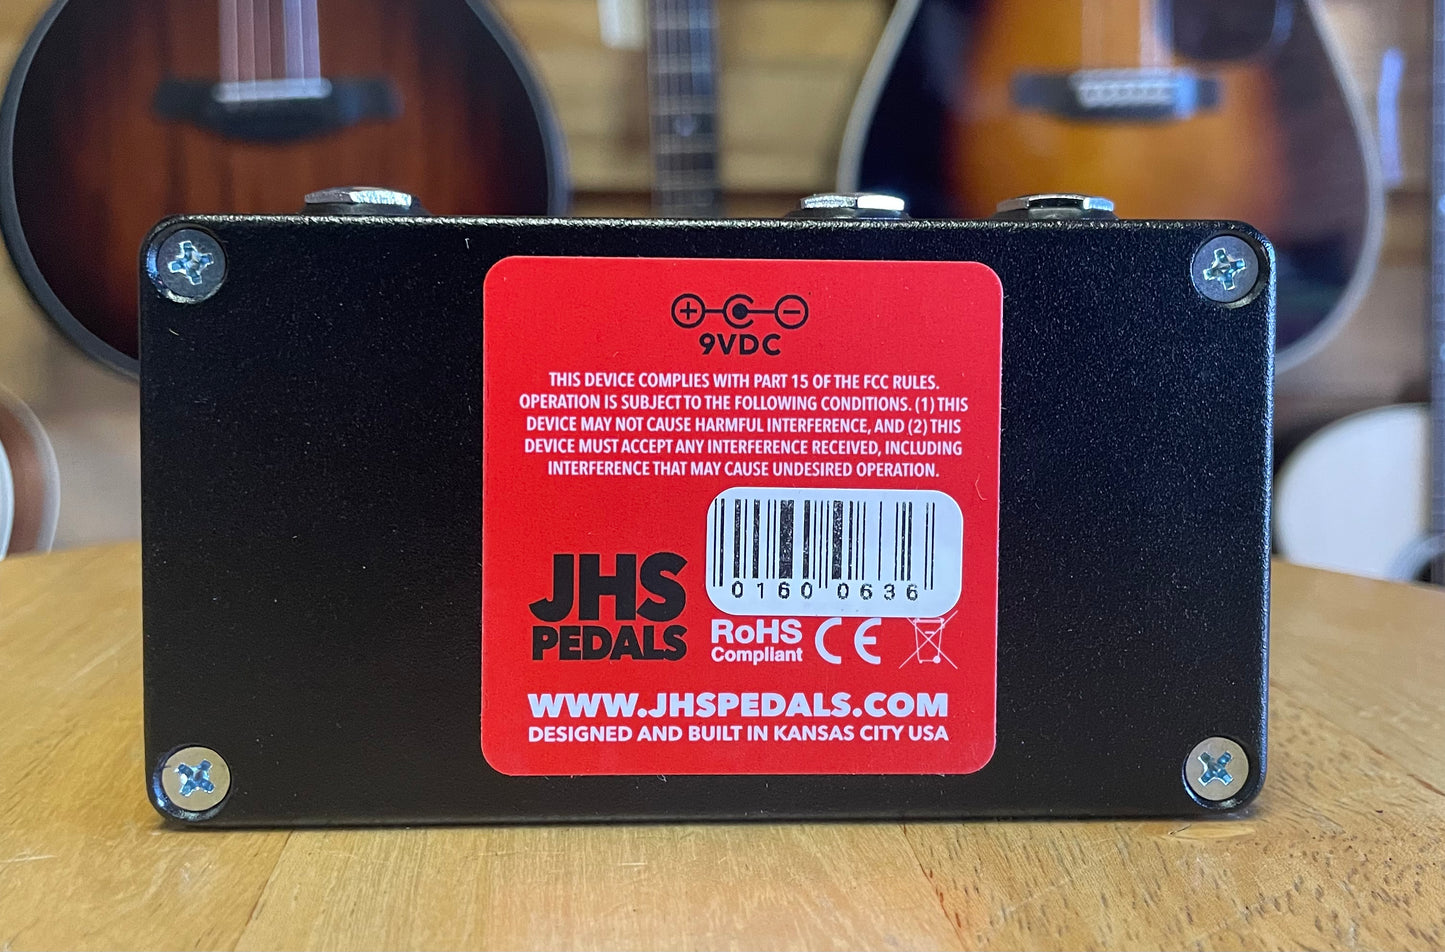 9VDC
THIS DEVICE COMPLIES WITH PART 15 OF THE FCC RULES.
OPERATION IS SUBJECT TO THE FOLLOWING CONDITIONS. (1) THIS
DEVICE MAY NOT CAUSE HARMFUL INTERFERENCE, AND (2) THIS
DEVICE MUST ACCEPT ANY INTERFERENCE RECEIVED, INCLUDING
INTERFERENCE THAT MAY CAUSE UNDESIRED OPERATION.
0160 0636
JHS
PEDALS
RoHS
Compliant
CE
WWW.JHSPEDALS.COM
DESIGNED AND BUILT IN KANSAS CITY USA